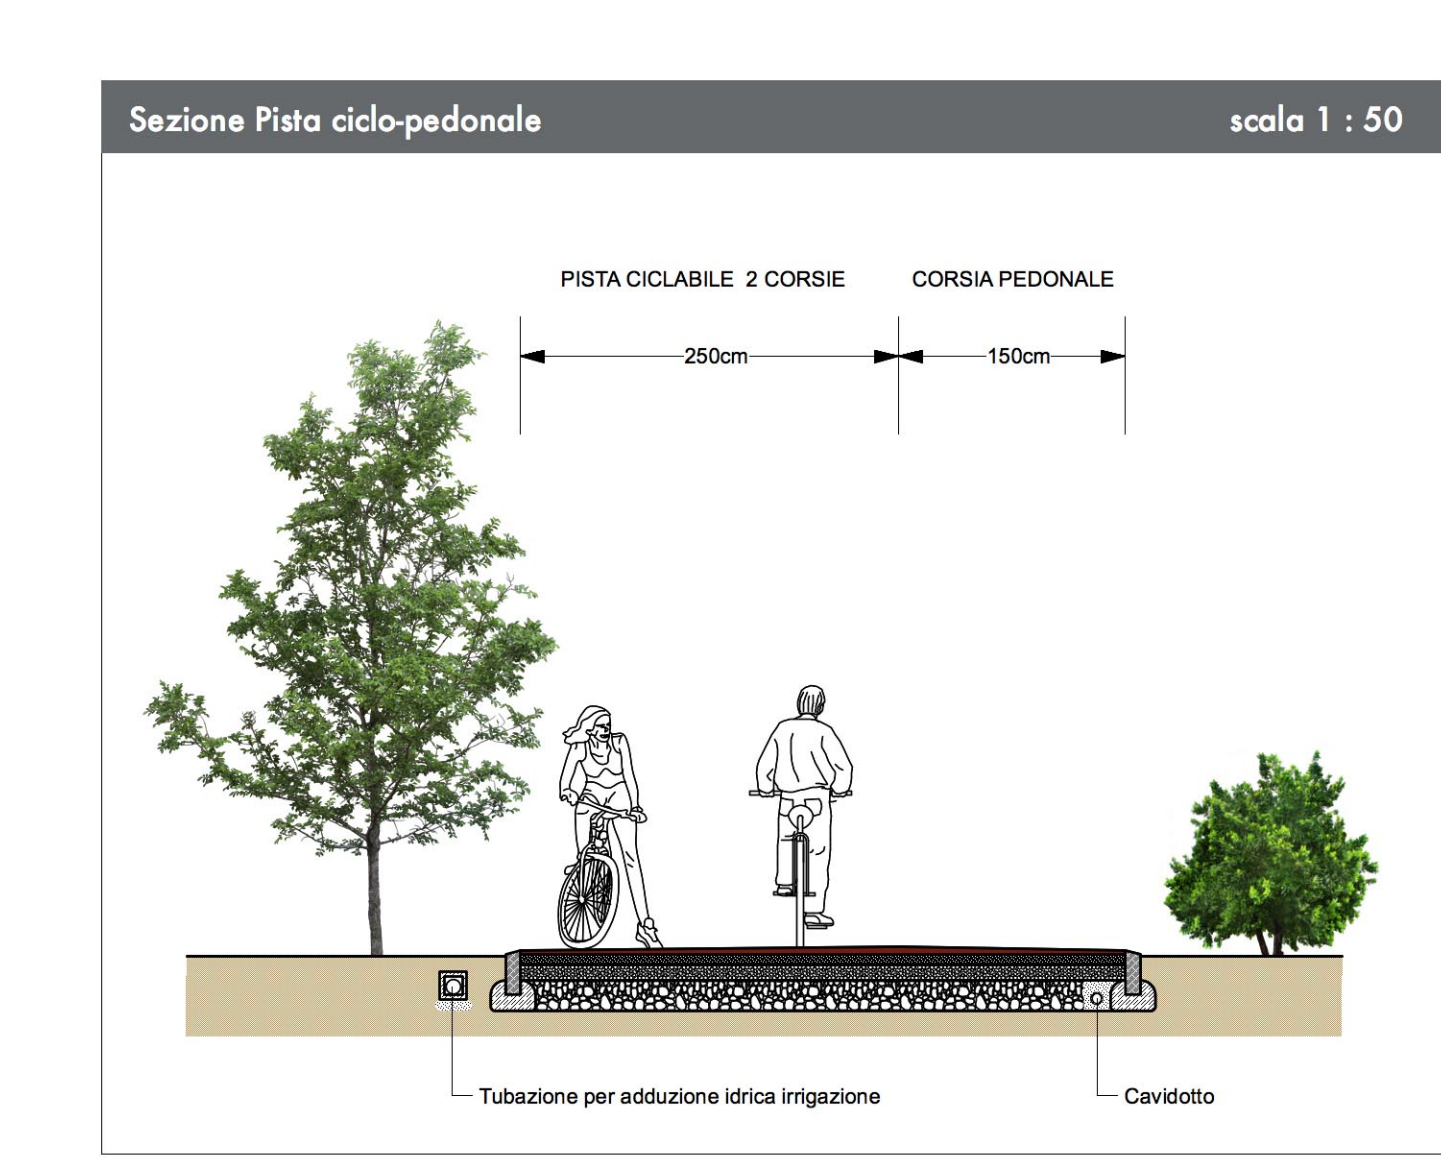 Sezione Pista ciclo-pedonale scala 1 : 50
PISTA CICLABILE 2 CORSIE CORSIA PEDONALE
250cm 150cm
Tubazione per adduzione idrica irrigazione Cavidotto